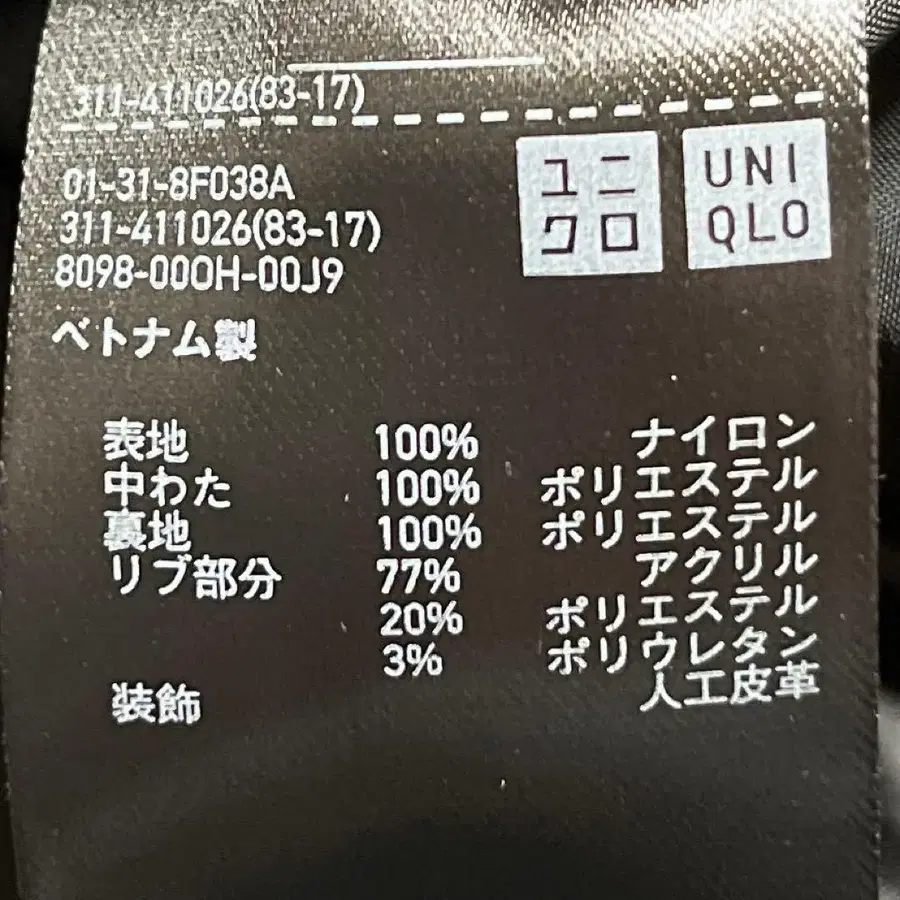 311-411026(83-17)
01-31-8F038A
311-411026(83-17)
8098-000H-00J9
ユニ
クロ
UNI
QLO
ベトナム製
表地 100% ナイロン
中わた 100% ポリエステル
裏地 100% ポリエステル
リブ部分 77% アクリル
20% ポリエステル
3% ポリウレタン
装飾 人工皮革